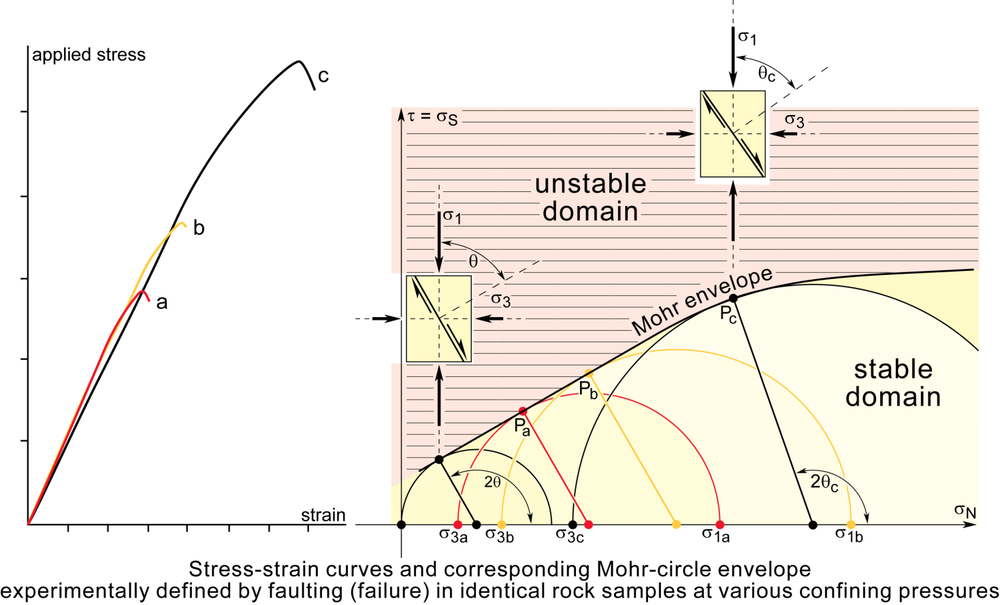 applied stress
c
b
a
strain
τ = σS
σ1
θc
σ3
unstable
domain
σ1
θ
σ3
Mohr envelope
Pc
Pb
Pa
stable
domain
2θ
2θc
σN
σ3a
σ3b
σ3c
σ1a
σ1b
Stress-strain curves and corresponding Mohr-circle envelope
experimentally defined by faulting (failure) in identical rock samples at various confining pressures